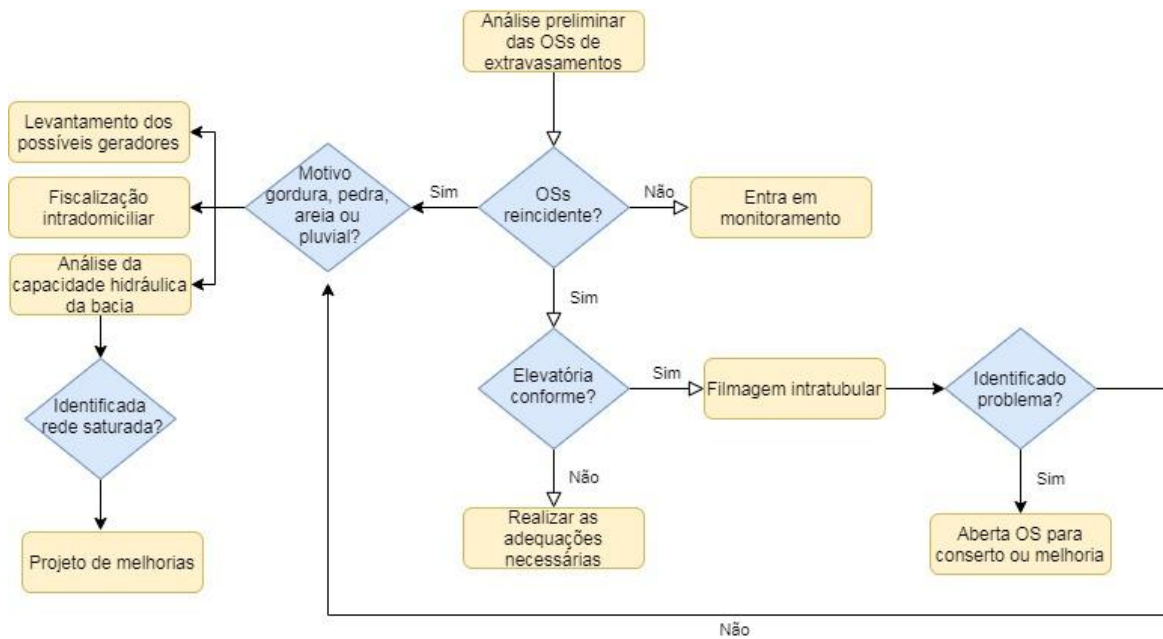 Análise preliminar
das OSs de
extravasamentos
Levantamento dos
possíveis geradores
Fiscalização
intradomiciliar
Análise da
capacidade hidráulica
da bacia
Motivo
gordura, pedra,
areia ou
pluvial?
Sim
OSs
reincidente?
Não
Entra em
monitoramento
Sim
Identificada
rede saturada?
Elevatória
conforme?
Sim
Filmagem intratubular
Identificado
problema?
Não
Sim
Projeto de melhorias
Realizar as
adequações
necessárias
Aberta OS para
conserto ou melhoria
Não